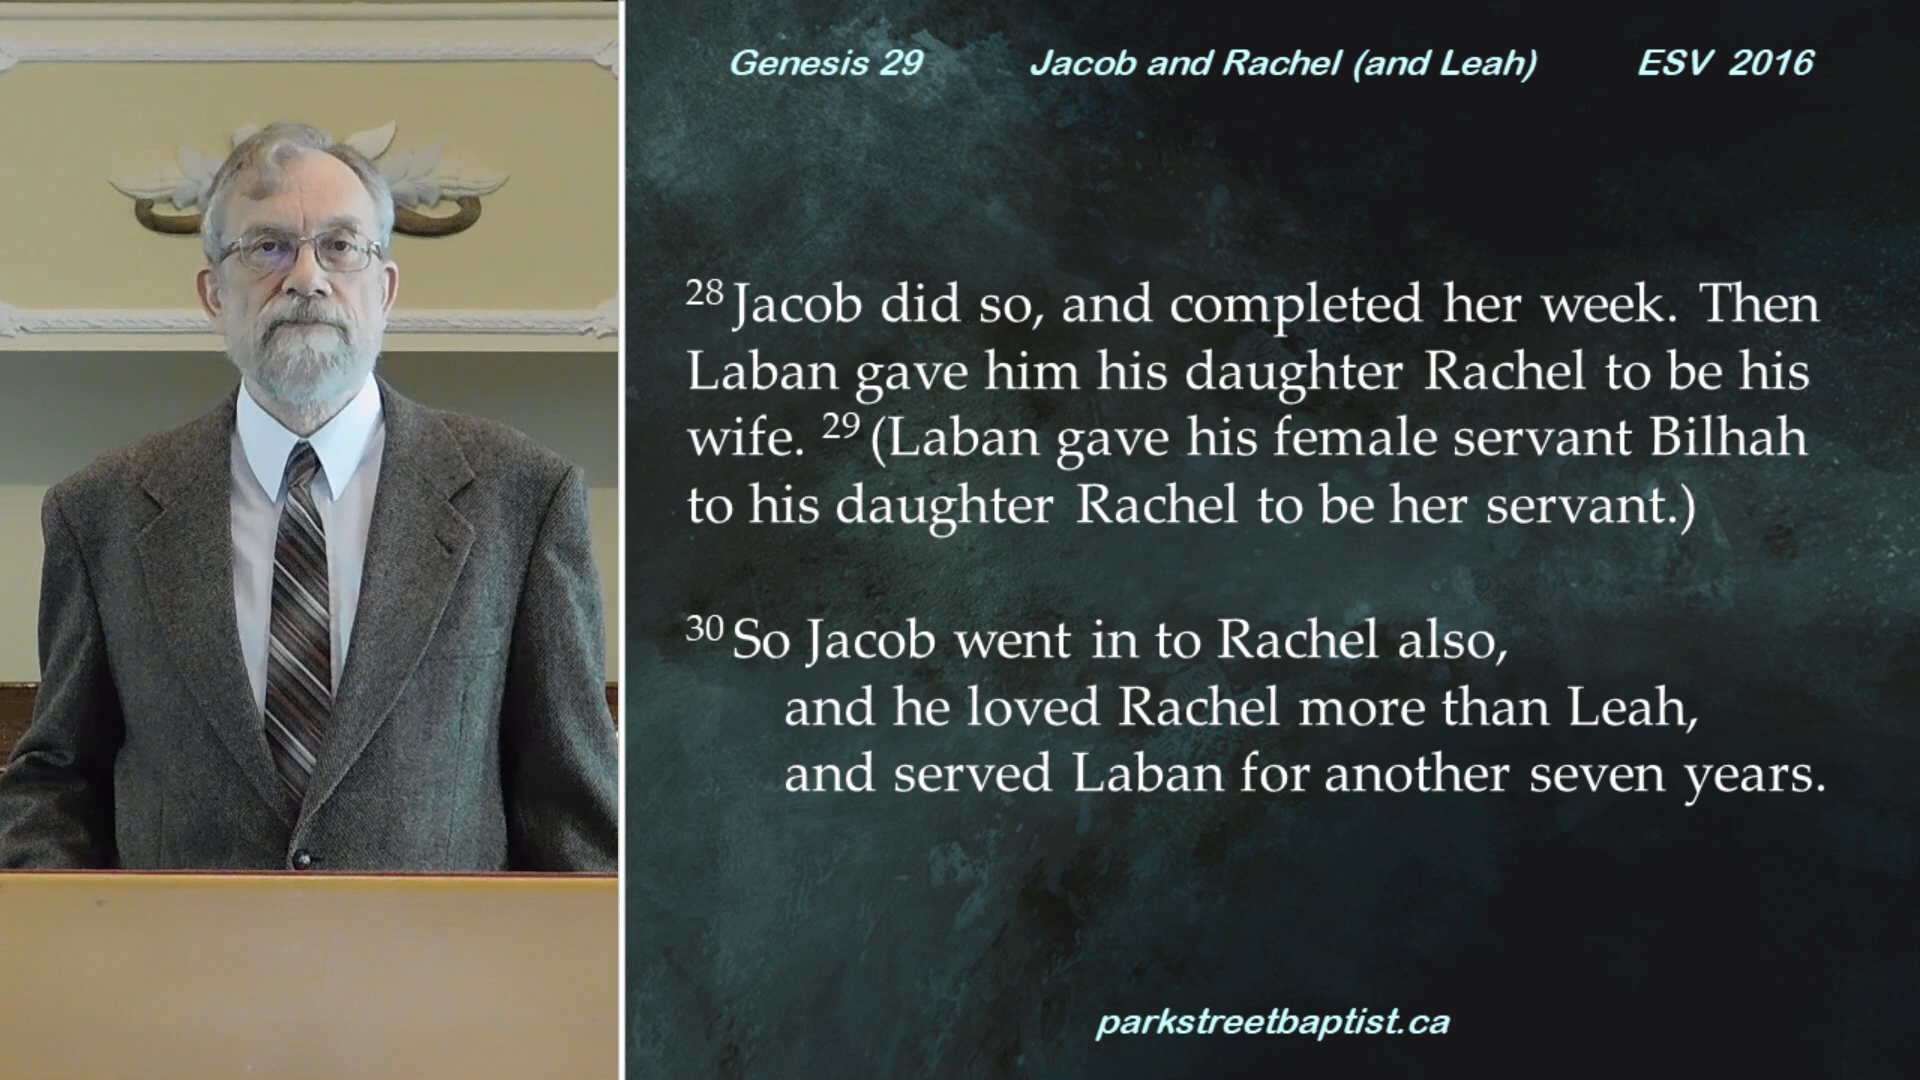 Genesis 29 Jacob and Rachel (and Leah) ESV 2016
28 Jacob did so, and completed her week. Then
Laban gave him his daughter Rachel to be his
wife. 29 (Laban gave his female servant Bilhah
to his daughter Rachel to be her servant.)
30 So Jacob went in to Rachel also,
and he loved Rachel more than Leah,
and served Laban for another seven years.
parkstreetbaptist.ca